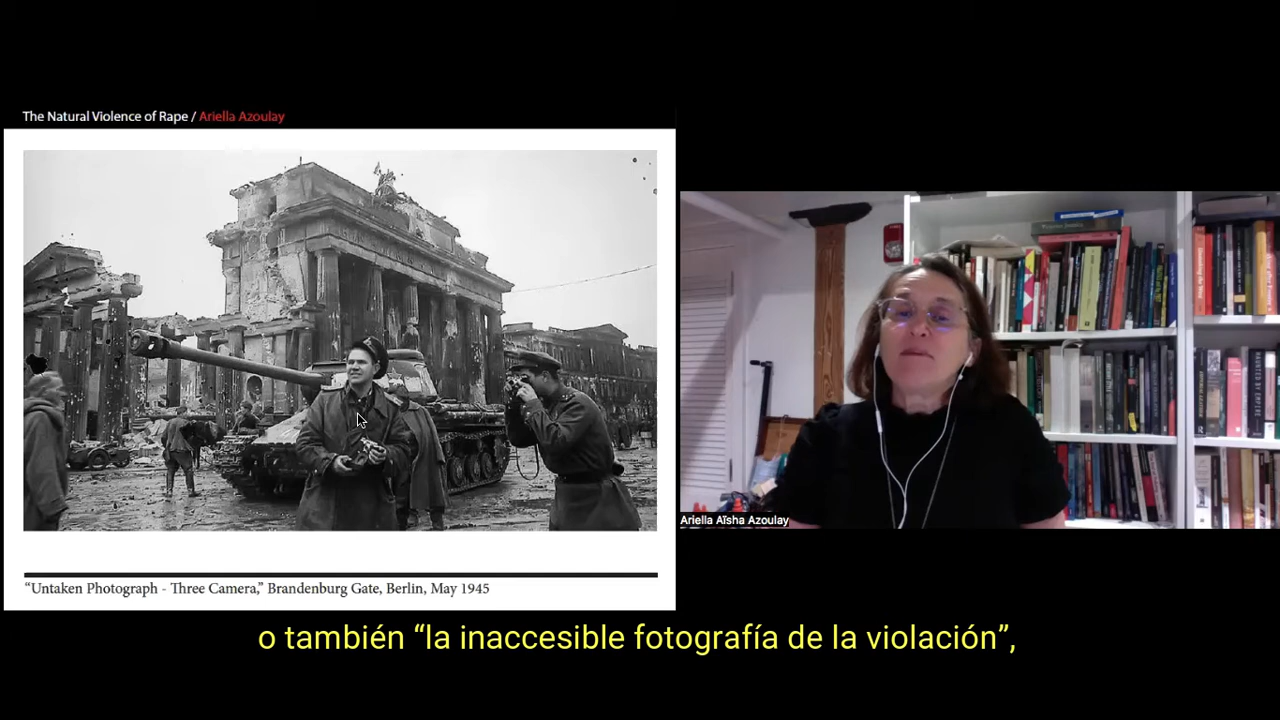 The Natural Violence of Rape / Ariella Azoulay
"Untaken Photograph - Three Camera," Brandenburg Gate, Berlin, May 1945
Ariella Aïsha Azoulay
o también “la inaccesible fotografía de la violación”,